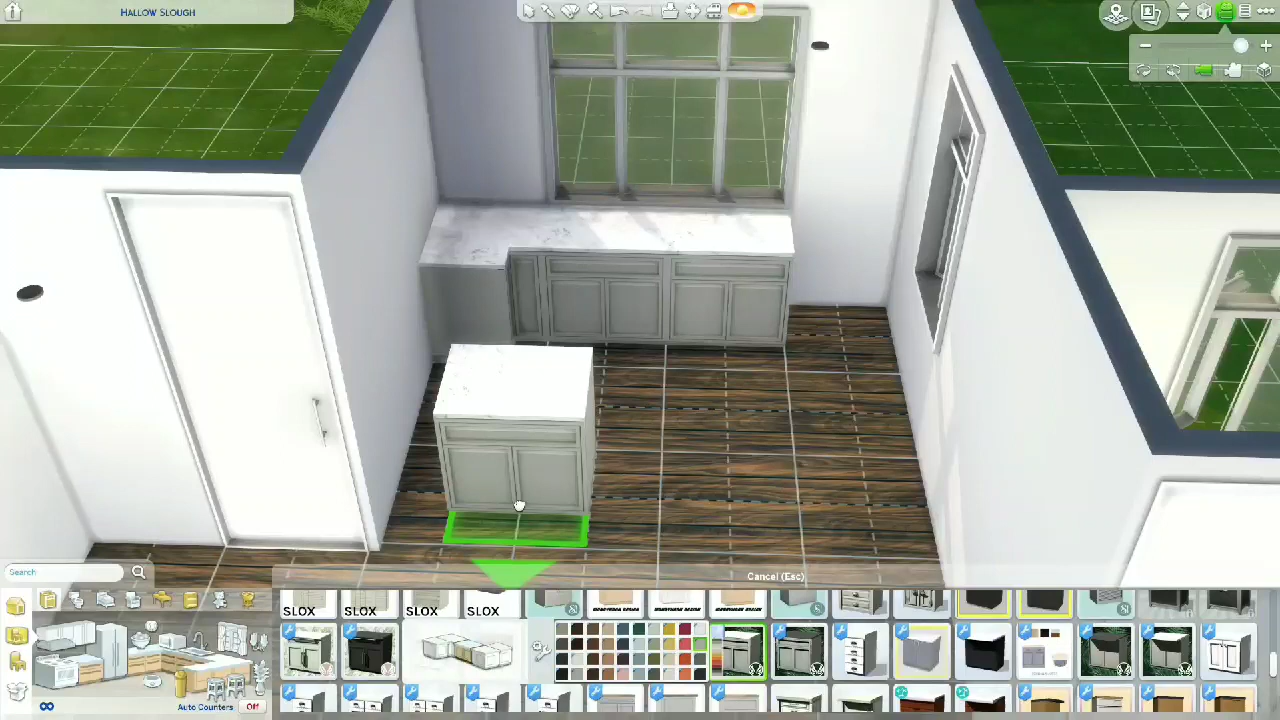 HALLOW SLOUGH
Cancel (Esc)
Search
SLOX
SLOX
SLOX
SLOX
Auto Counters
Off